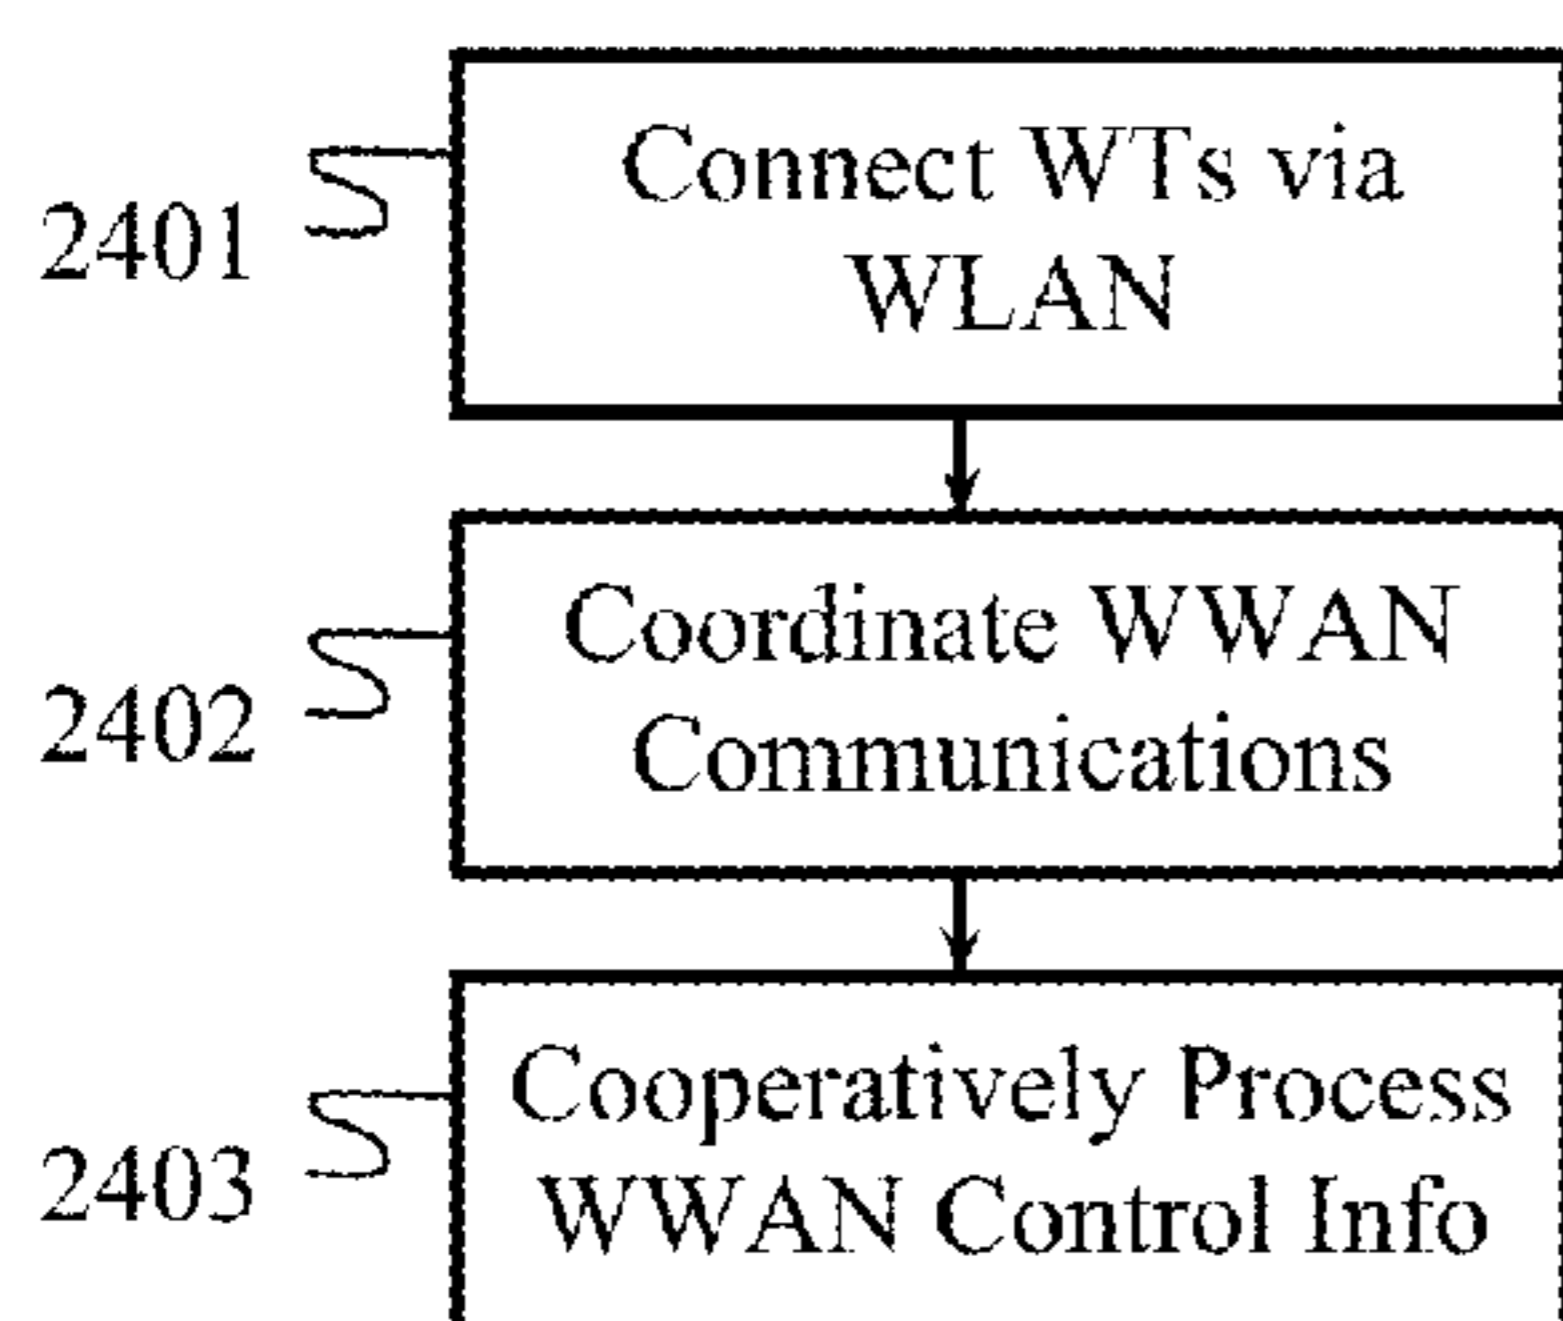 2401
Connect WTs via
WLAN
2402
Coordinate WWAN
Communications
2403
Cooperatively Process
WWAN Control Info